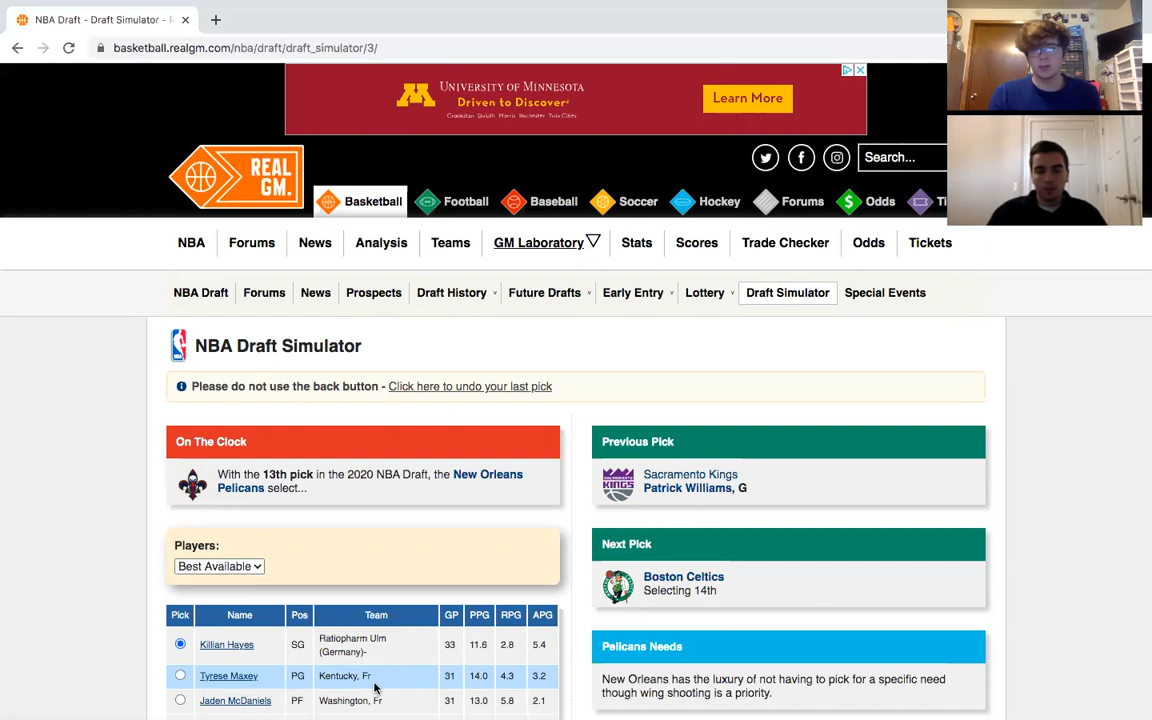 NBA Draft - Draft Simulator -
basketball.realgm.com/nba/draft_simulator/3/
UNIVERSITY OF MINNESOTA
Driven to Discover®
Crookston Duluth Morris Rochester Twin Cities
Learn More
REAL
GM.
Search...
Basketball
Football
Baseball
Soccer
Hockey
Forums
Odds
Ti
NBA
Forums
News
Analysis
Teams
GM Laboratory
Stats
Scores
Trade Checker
Odds
Tickets
NBA Draft
Forums
News
Prospects
Draft History
Future Drafts
Early Entry
Lottery
Draft Simulator
Special Events
NBA Draft Simulator
Please do not use the back button - Click here to undo your last pick
On The Clock
With the 13th pick in the 2020 NBA Draft, the New Orleans
Pelicans select...
Previous Pick
Sacramento Kings
Patrick Williams, G
KINGS
Players:
Best Available
Next Pick
Boston Celtics
Selecting 14th
Pick Name Pos Team GP PPG RPG APG
Killian Hayes SG Ratiopharm Ulm (Germany)- 33 11.6 2.8 5.4
Tyrese Maxey PG Kentucky, Fr 31 14.0 4.3 3.2
Jaden McDaniels PF Washington, Fr 31 13.0 5.8 2.1
Pelicans Needs
New Orleans has the luxury of not having to pick for a specific need
though wing shooting is a priority.